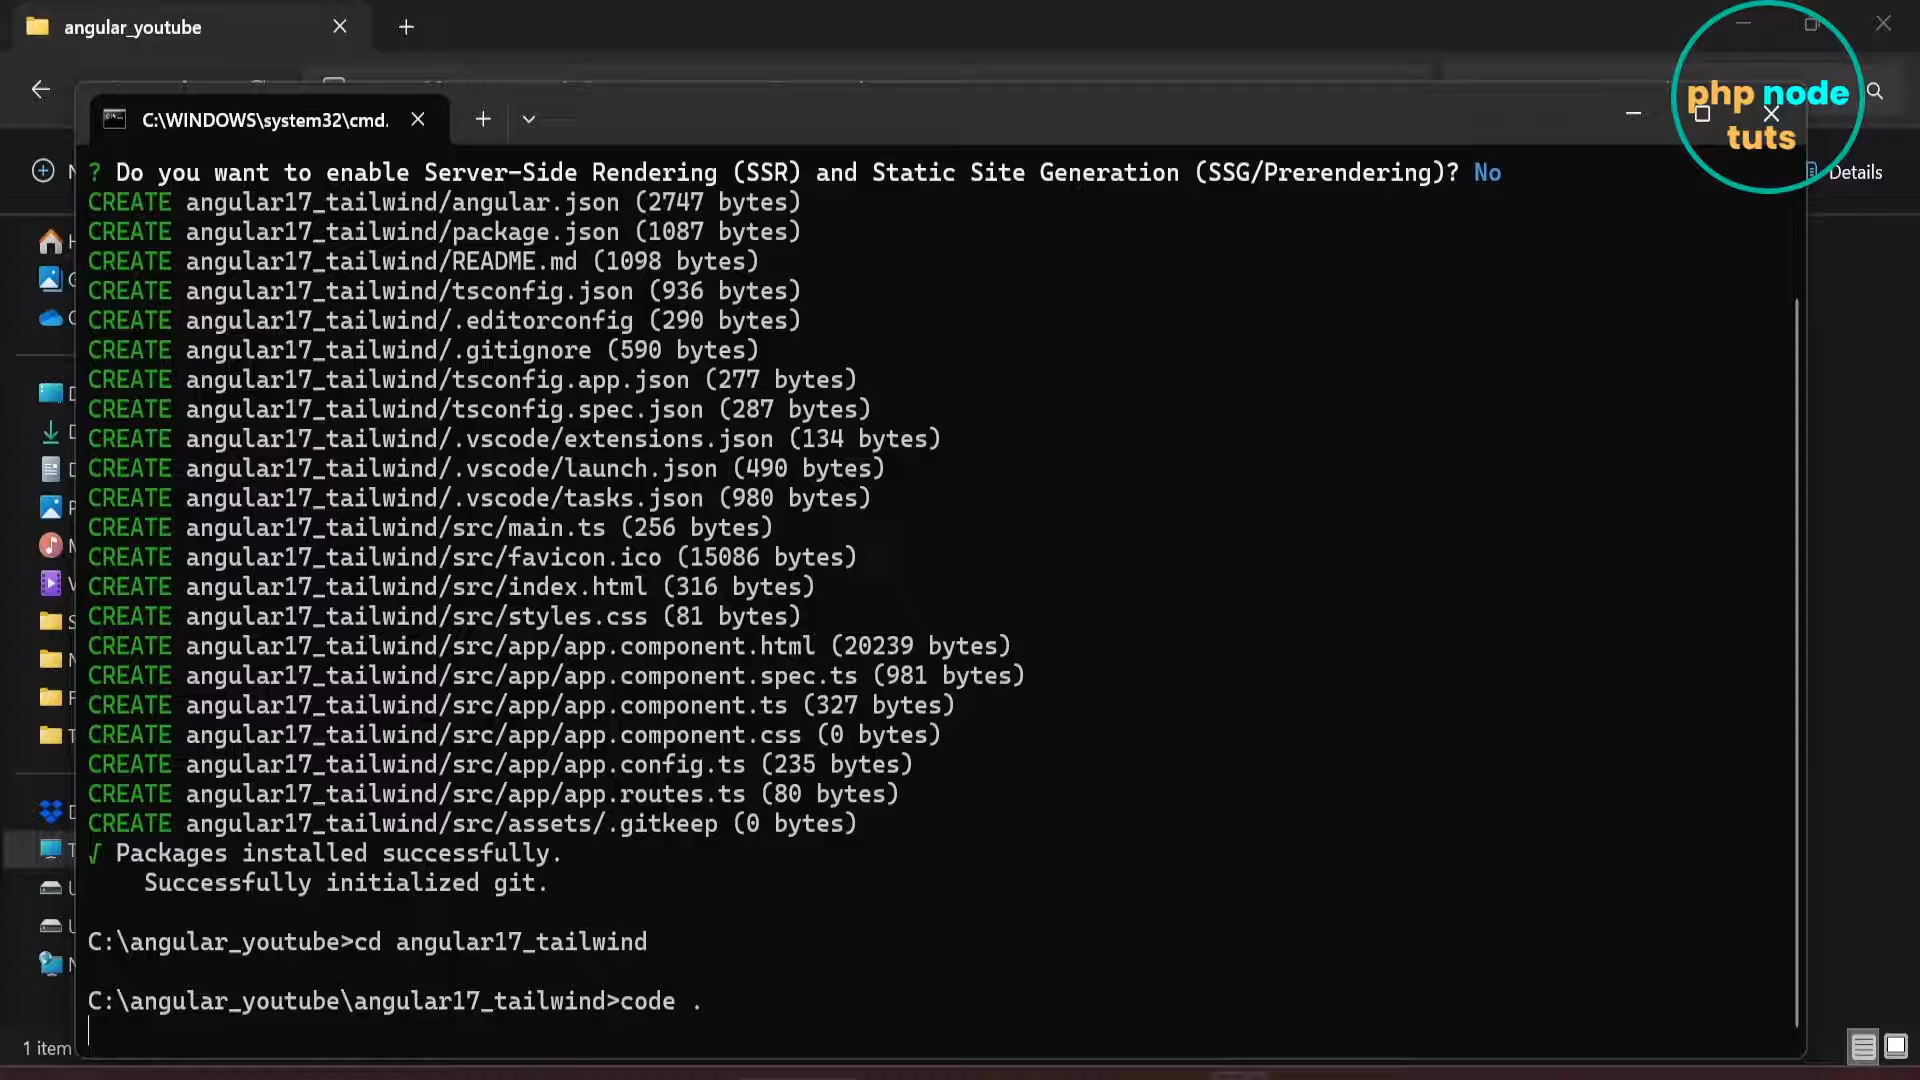 angular_youtube
php node
tuts
C:\WINDOWS\system32\cmd.
Details
? Do you want to enable Server-Side Rendering (SSR) and Static Site Generation (SSG/Prerendering)? No
CREATE angular17_tailwind/angular.json (2747 bytes)
CREATE angular17_tailwind/package.json (1087 bytes)
CREATE angular17_tailwind/README.md (1098 bytes)
CREATE angular17_tailwind/tsconfig.json (936 bytes)
CREATE angular17_tailwind/.editorconfig (290 bytes)
CREATE angular17_tailwind/.gitignore (590 bytes)
CREATE angular17_tailwind/tsconfig.app.json (277 bytes)
CREATE angular17_tailwind/tsconfig.spec.json (287 bytes)
CREATE angular17_tailwind/.vscode/extensions.json (134 bytes)
CREATE angular17_tailwind/.vscode/launch.json (490 bytes)
CREATE angular17_tailwind/.vscode/tasks.json (980 bytes)
CREATE angular17_tailwind/src/main.ts (256 bytes)
CREATE angular17_tailwind/src/favicon.ico (15086 bytes)
CREATE angular17_tailwind/src/index.html (316 bytes)
CREATE angular17_tailwind/src/styles.css (81 bytes)
CREATE angular17_tailwind/src/app/app.component.html (20239 bytes)
CREATE angular17_tailwind/src/app/app.component.spec.ts (981 bytes)
CREATE angular17_tailwind/src/app/app.component.ts (327 bytes)
CREATE angular17_tailwind/src/app/app.component.css (0 bytes)
CREATE angular17_tailwind/src/app/app.config.ts (235 bytes)
CREATE angular17_tailwind/src/app/app.routes.ts (80 bytes)
CREATE angular17_tailwind/src/assets/.gitkeep (0 bytes)
√ Packages installed successfully.
Successfully initialized git.
C:\angular_youtube>cd angular17_tailwind
C:\angular_youtube\angular17_tailwind>code .
1 item